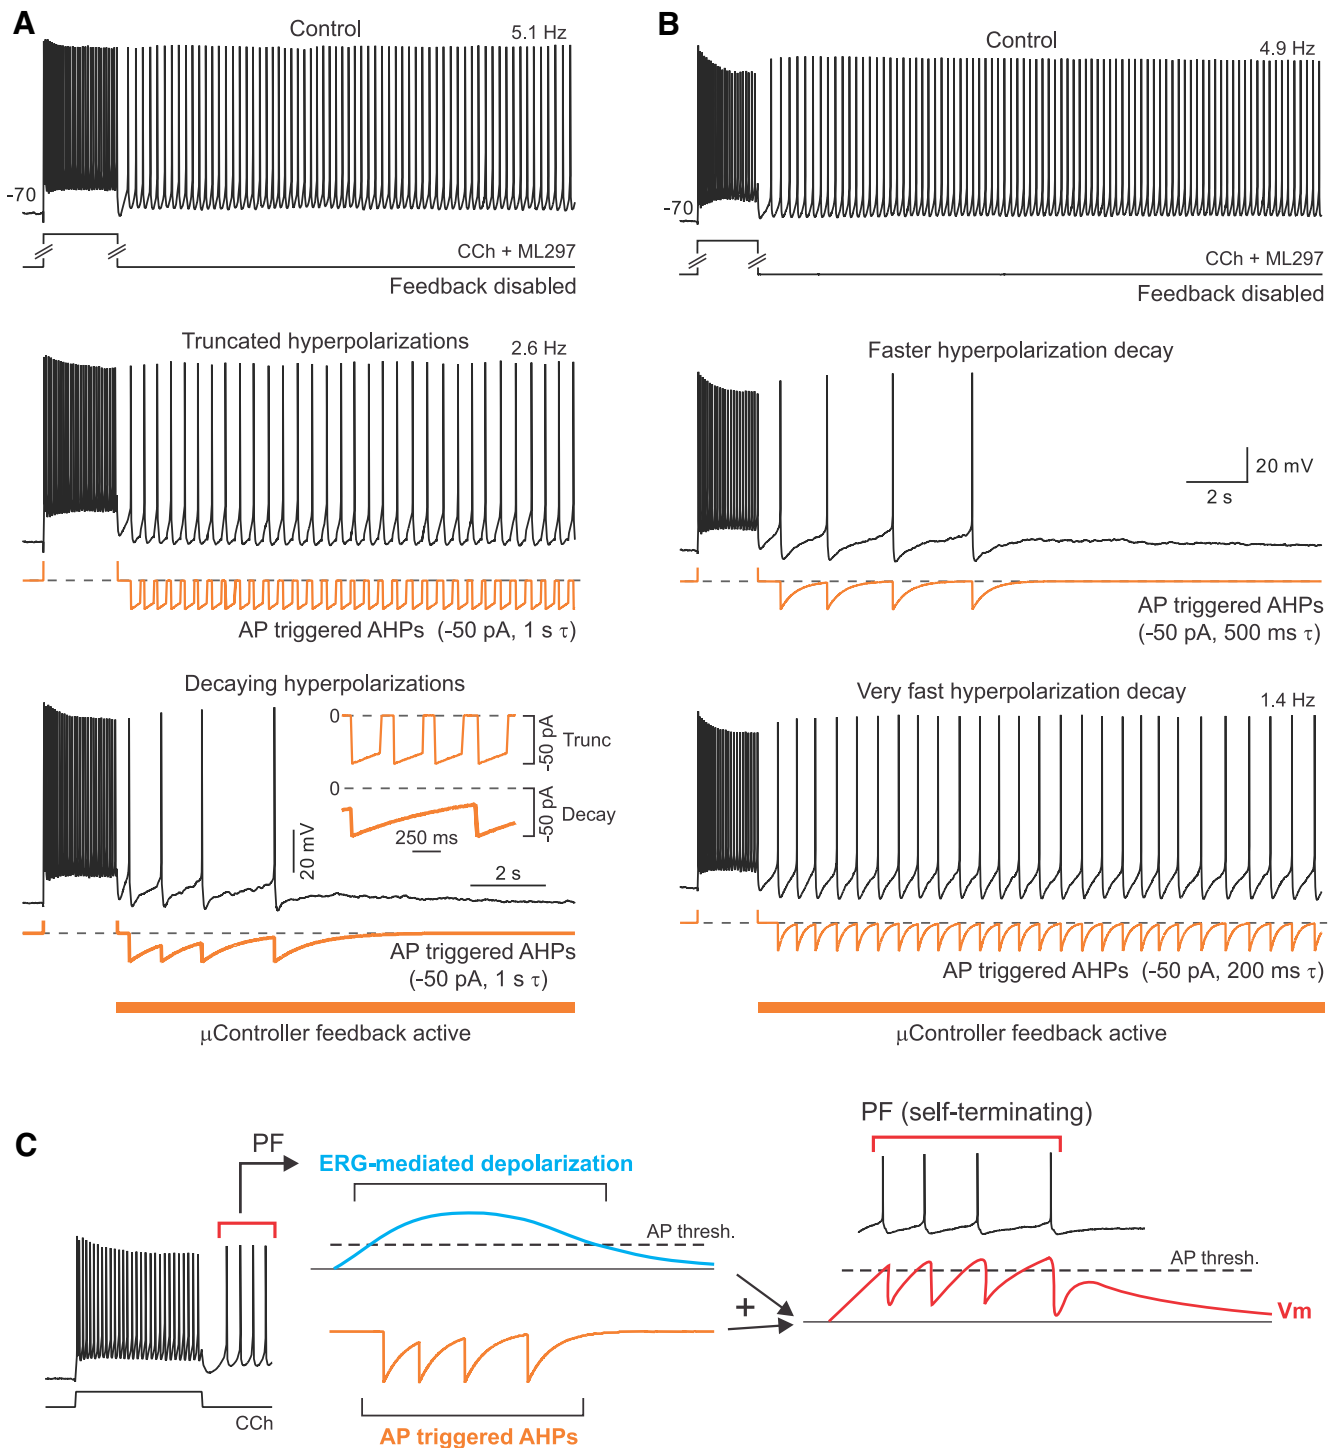 A
Control
5.1 Hz
-70
CCh + ML297
Feedback disabled
Truncated hyperpolarizations
2.6 Hz
AP triggered AHPs (-50 pA, 1 s τ)
Decaying hyperpolarizations
0
-50 pA
Trunc
0
-50 pA
Decay
250 ms
20 mV
2 s
AP triggered AHPs
(-50 pA, 1 s τ)
μController feedback active
B
Control
4.9 Hz
-70
CCh + ML297
Feedback disabled
Faster hyperpolarization decay
20 mV
2 s
AP triggered AHPs
(-50 pA, 500 ms τ)
Very fast hyperpolarization decay
1.4 Hz
AP triggered AHPs (-50 pA, 200 ms τ)
μController feedback active
C
PF
CCh
ERG-mediated depolarization
AP thresh.
AP triggered AHPs
+
PF (self-terminating)
AP thresh.
Vm